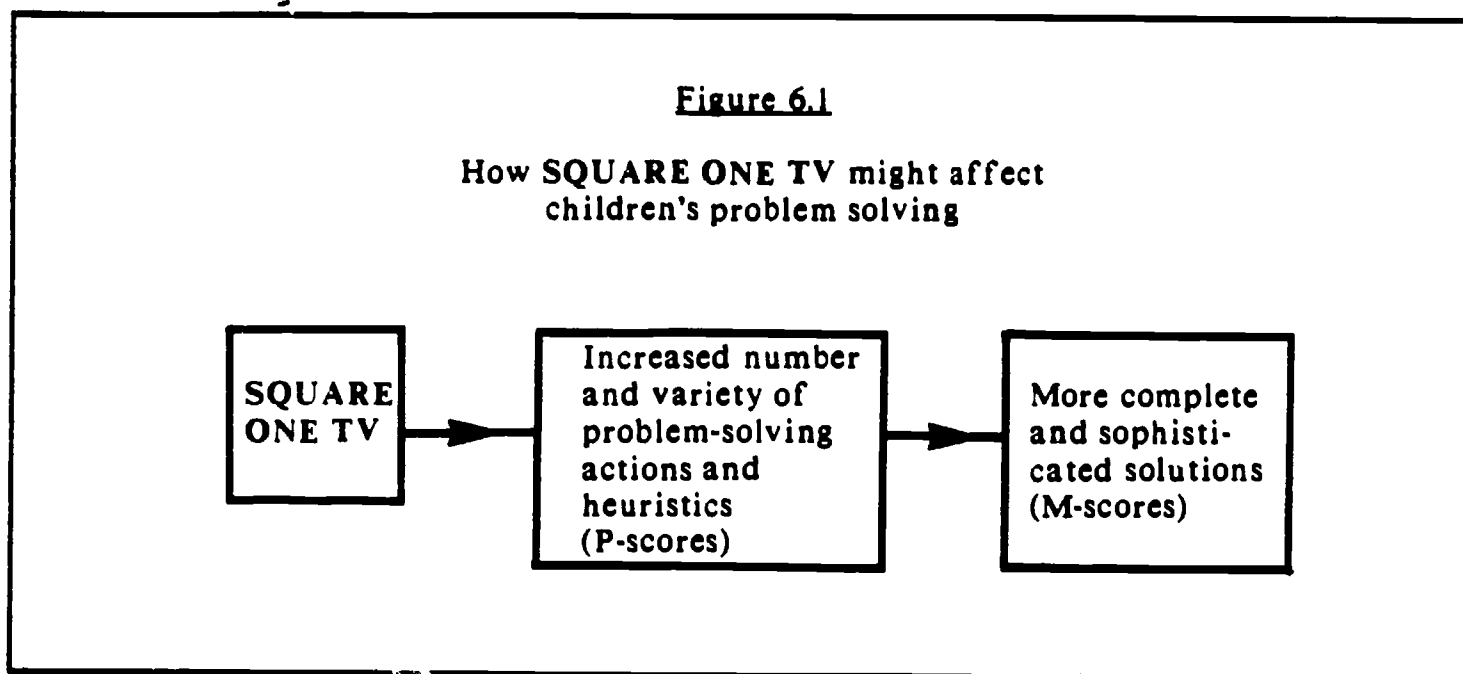 Figure 6.1
How SQUARE ONE TV might affect
children's problem solving
SQUARE
ONE TV
Increased number
and variety of
problem-solving
actions and
heuristics
(P-scores)
More complete
and sophisti-
cated solutions
(M-scores)